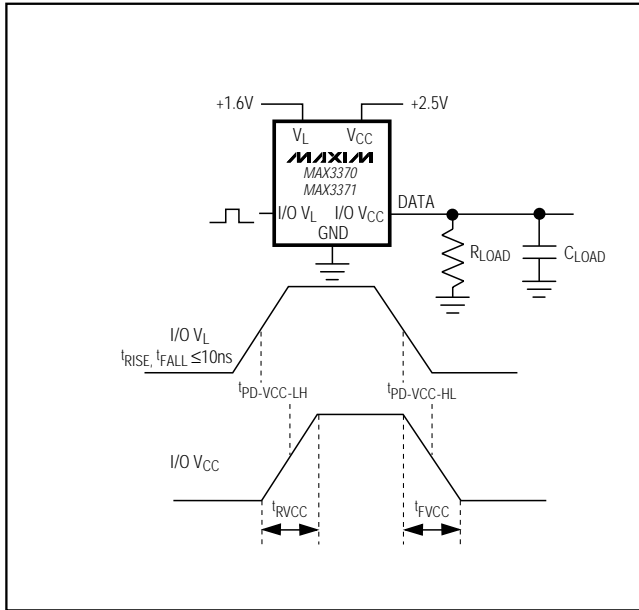 +1.6V +2.5V
VL VCC
MAXIM
MAX3370
MAX3371
DATA
I/O VL I/O VCC
GND
RLOAD CLOAD
I/O VL
tRISE, tFALL ≤10ns
tPD-VCC-LH tPD-VCC-HL
I/O VCC
tRVCC tFVCC